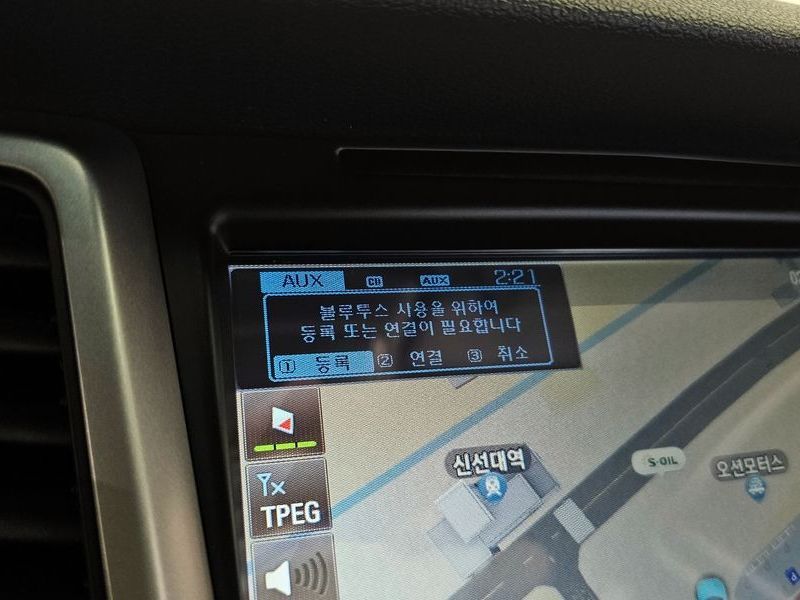 AUX CD AUX 2:21
블루투스 사용을 위하여
등록 또는 연결이 필요합니다
1 등록 2 연결 3 취소
신선대역
S-OIL
오션모터스
TPEG
P